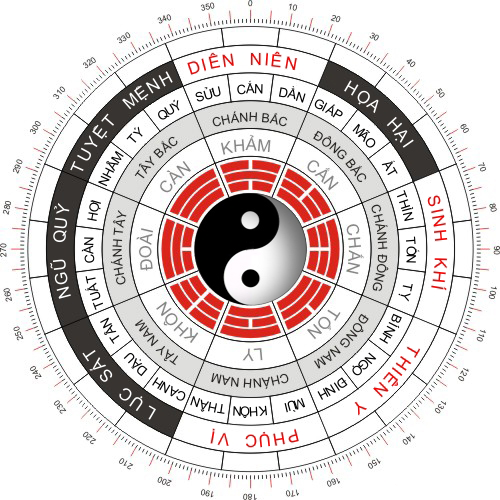 0
10
20
30
40
50
60
70
80
90
100
110
120
130
140
150
160
170
180
190
200
210
220
230
240
250
260
270
280
290
300
310
320
330
340
350
DIÊN NIÊN
HỌA HẠI
SINH KHÍ
THIÊN Y
PHỤC VỊ
LỤC SÁT
NGŨ QUỶ
TUYỆT MỆNH
SỬU
CẤN
DẦN
GIÁP
MÃO
ẤT
THÌN
TỐN
TỴ
BÍNH
NGỌ
ĐINH
MÙI
KHÔN
THÂN
CANH
DẬU
TÂN
TUẤT
CÀN
HỢI
NHÂM
TÝ
QUÝ
CHÁNH BẮC
ĐÔNG BẮC
CHÁNH ĐÔNG
ĐÔNG NAM
CHÁNH NAM
TÂY NAM
CHÁNH TÂY
TÂY BẮC
KHẢM
CẤN
CHẤN
TỐN
LY
KHÔN
ĐOÀI
CÀN